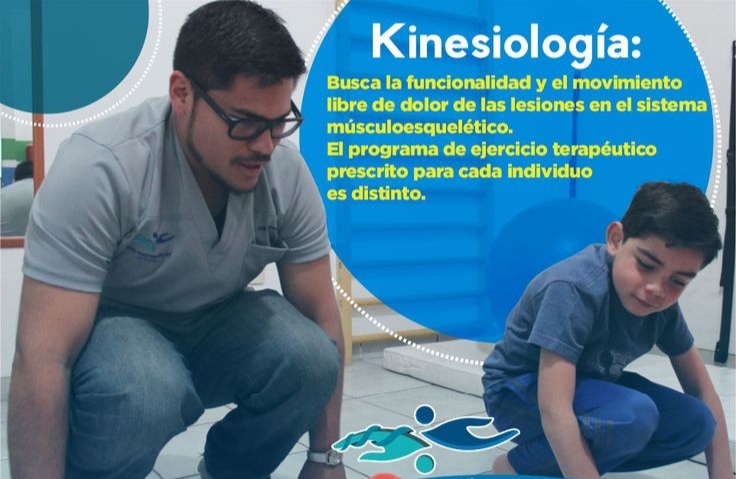 Kinesiología:
Busca la funcionalidad y el movimiento
libre de dolor de las lesiones en el sistema
músculoesquelético.
El programa de ejercicio terapéutico
prescrito para cada individuo
es distinto.